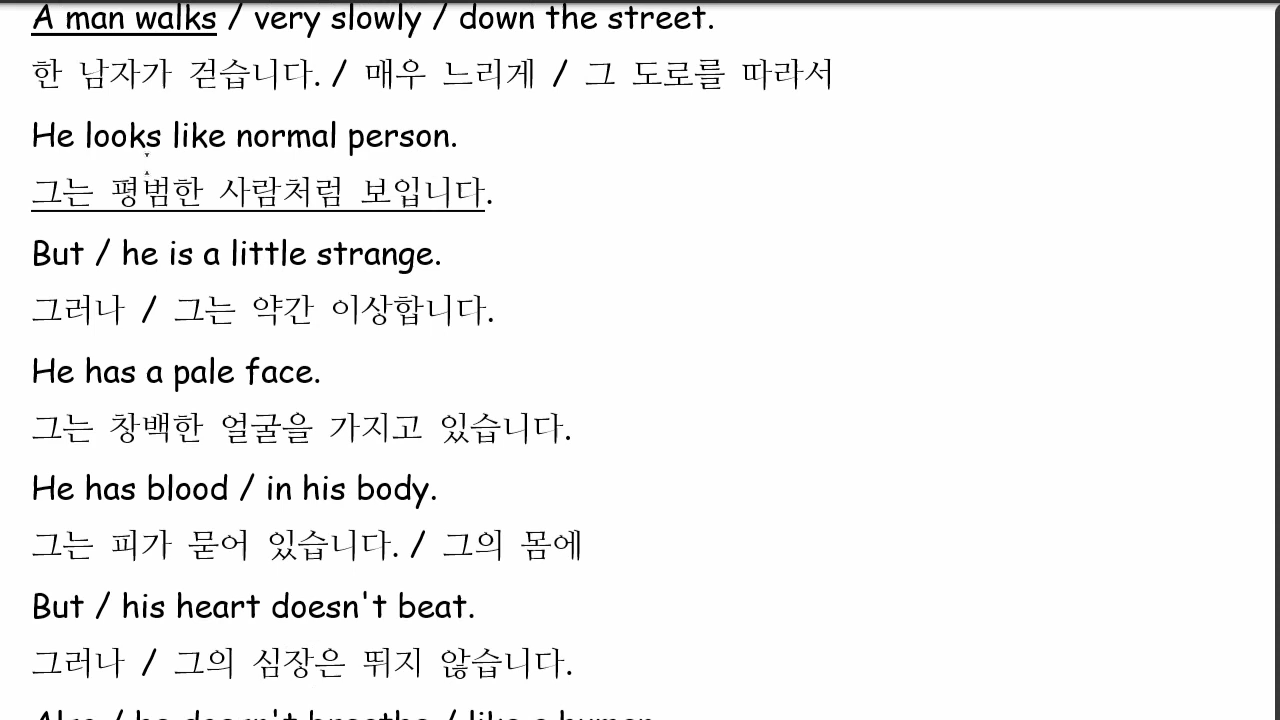 A man walks / very slowly / down the street.
한 남자가 걷습니다. / 매우 느리게 / 그 도로를 따라서
He looks like normal person.
그는 평범한 사람처럼 보입니다.
But / he is a little strange.
그러나 / 그는 약간 이상합니다.
He has a pale face.
그는 창백한 얼굴을 가지고 있습니다.
He has blood / in his body.
그는 피가 묻어 있습니다. / 그의 몸에
But / his heart doesn't beat.
그러나 / 그의 심장은 뛰지 않습니다.
Also / he doesn't breathe / like a human.